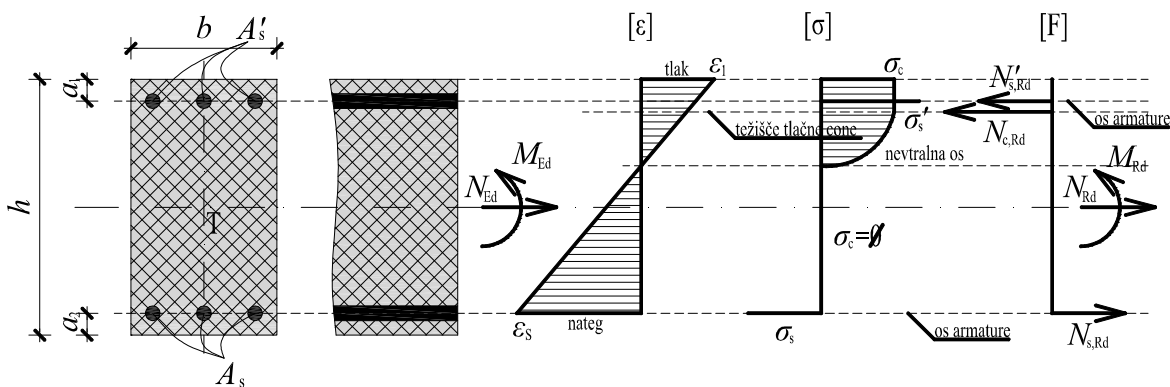 [ε] [σ] [F]
b A's
tlak ε1 σc
a1
N's,Rd
σs'
težišče tlačne cone
Nc,Rd
os armature
nevtralna os
MEd MRd
NEd NRd
h
T
σc=0
a2
εs
nateg
σs
os armature
Ns,Rd
As